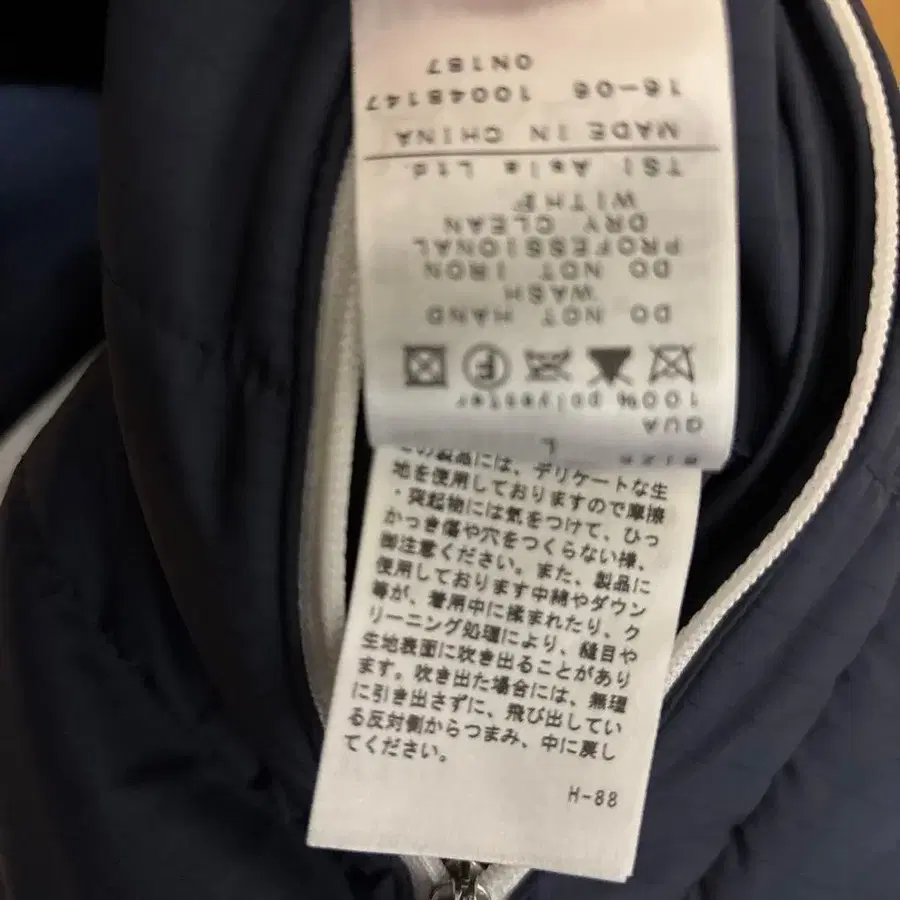 SIZE
L
QUA
100% polyester
DO NOT HAND
WASH
DO NOT IRON
PROFESSIONAL
DRY CLEAN
WITH Ⓕ
TSI Asia Ltd.
MADE IN CHINA
16-06 10048147
0N187
この製品には、デリケートな生
地を使用しておりますので摩擦
・突起物には気をつけて、ひっ
かっき傷や穴をつくらない様、
御注意ください。また、製品に
使用しております中綿やダウン
等が、着用中に揉まれたり、ク
リーニング処理により、縫目や
生地表面に吹き出ることがあり
ます。吹き出た場合には、無理
に引き出さずに、飛び出してい
る反対側からつまみ、中に戻し
てください。
H-88